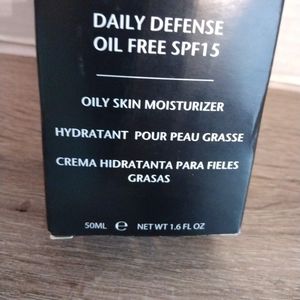 DAILY DEFENSE
OIL FREE SPF15
OILY SKIN MOISTURIZER
HYDRATANT POUR PEAU GRASSE
CREMA HIDRATANTA PARA FIELES
GRASAS
50ML e NET WT 1.6 FL OZ